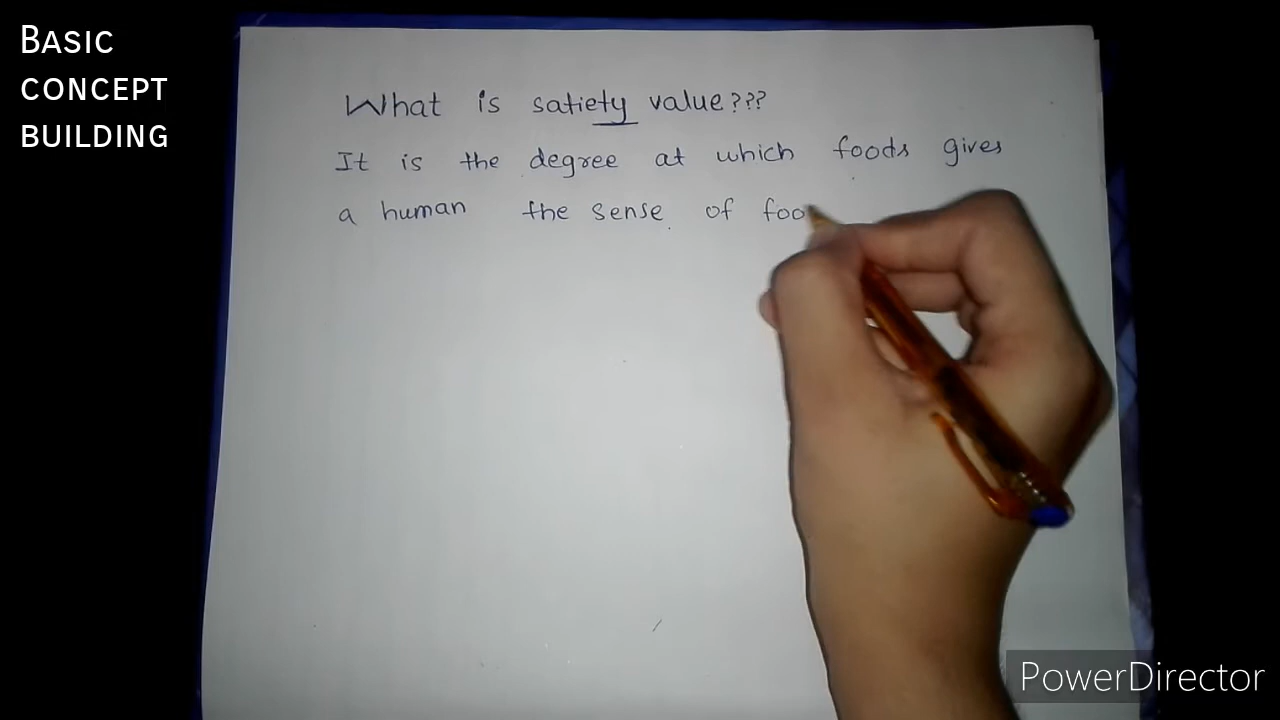 BASIC
CONCEPT
BUILDING
What is satiety value???
It is the degree at which foods gives
a human the sense of foo
PowerDirector